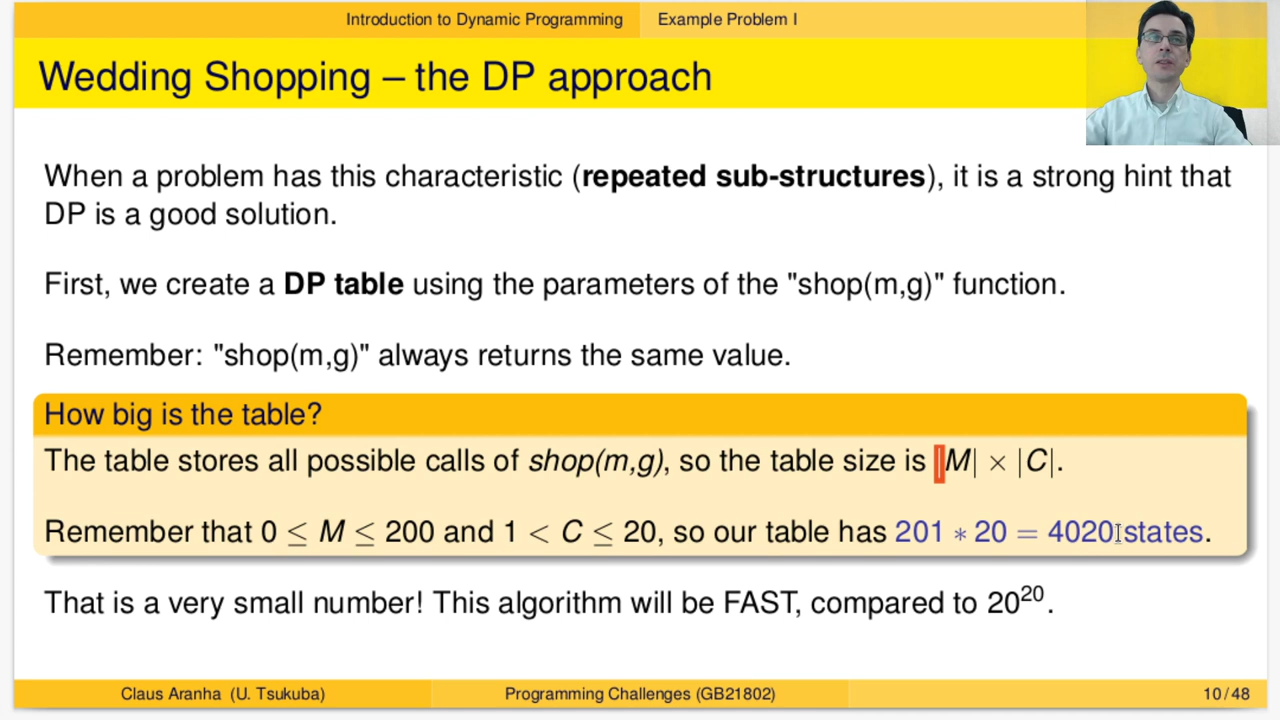 Introduction to Dynamic Programming Example Problem I
Wedding Shopping – the DP approach
When a problem has this characteristic (repeated sub-structures), it is a strong hint that
DP is a good solution.
First, we create a DP table using the parameters of the "shop(m,g)" function.
Remember: "shop(m,g)" always returns the same value.
How big is the table?
The table stores all possible calls of shop(m,g), so the table size is |M| × |C|.
Remember that 0 ≤ M ≤ 200 and 1 < C ≤ 20, so our table has 201 ∗ 20 = 4020 states.
That is a very small number! This algorithm will be FAST, compared to 20²⁰.
Claus Aranha (U. Tsukuba) Programming Challenges (GB21802) 10 / 48